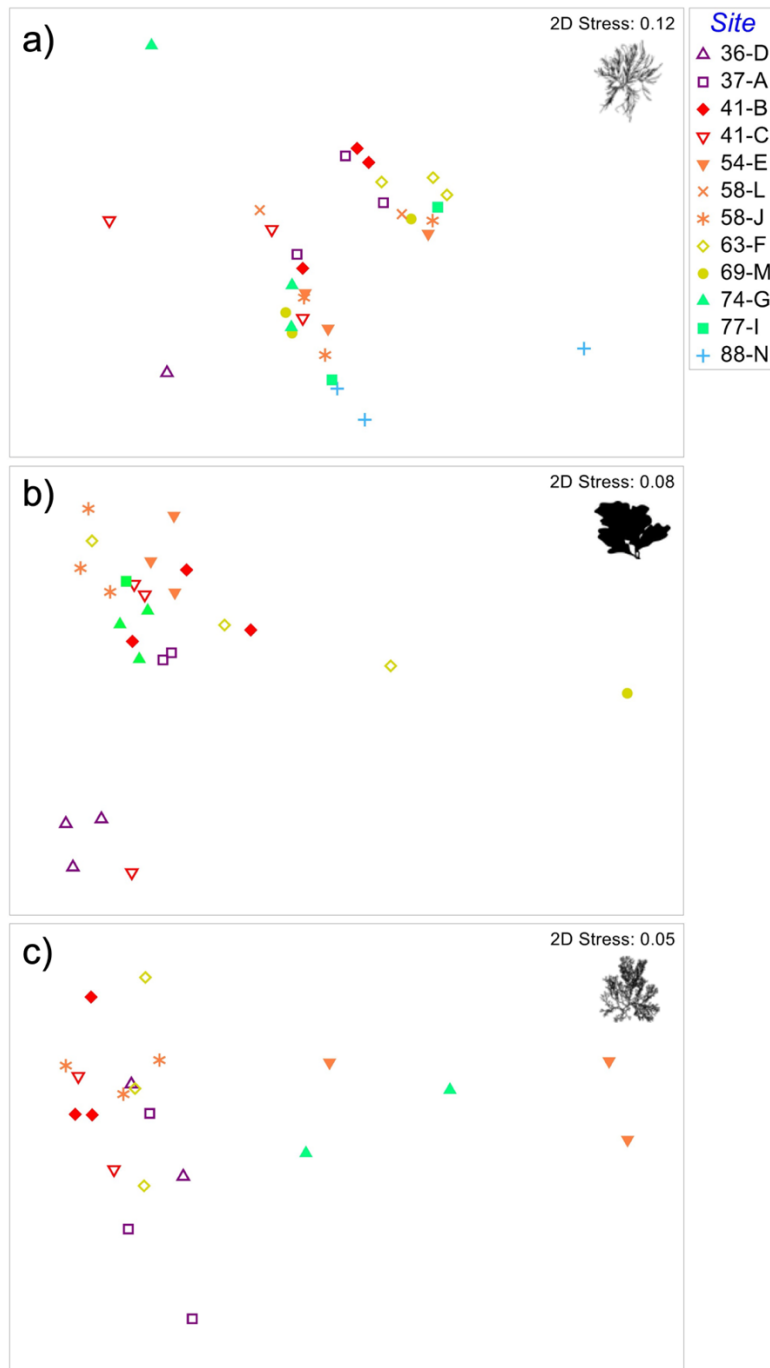 a)
2D Stress: 0.12
Site
36-D
37-A
41-B
41-C
54-E
58-L
58-J
63-F
69-M
74-G
77-I
88-N
b)
2D Stress: 0.08
c)
2D Stress: 0.05